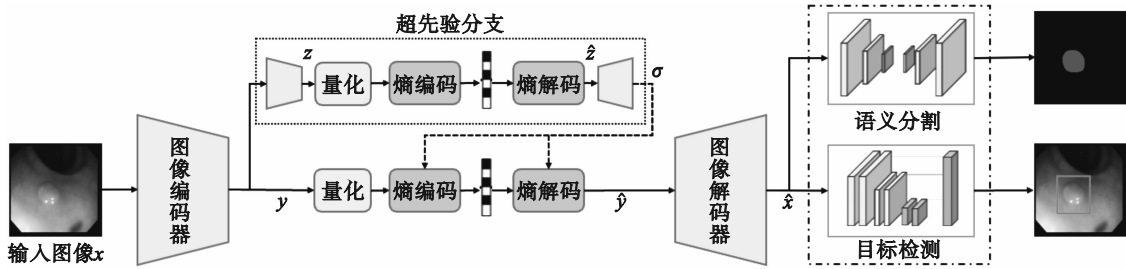 超先验分支
z
量化
熵编码
熵解码
ẑ
σ
语义分割
图像编码器
y
量化
熵编码
熵解码
ŷ
图像解码器
x̂
输入图像x
目标检测